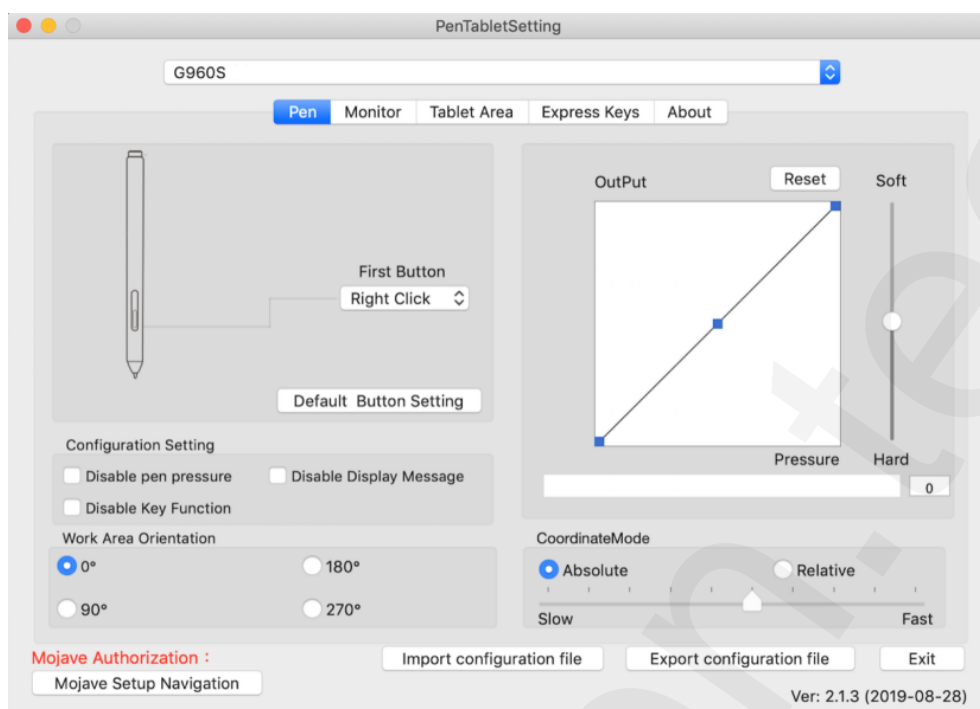 PenTabletSetting
G960S
Pen Monitor Tablet Area Express Keys About
First Button
Right Click
Default Button Setting
OutPut
Reset
Soft
Pressure
Hard
0
Configuration Setting
Disable pen pressure
Disable Display Message
Disable Key Function
Work Area Orientation
0°
180°
90°
270°
CoordinateMode
Absolute
Relative
Slow
Fast
Mojave Authorization :
Mojave Setup Navigation
Import configuration file
Export configuration file
Exit
Ver: 2.1.3 (2019-08-28)